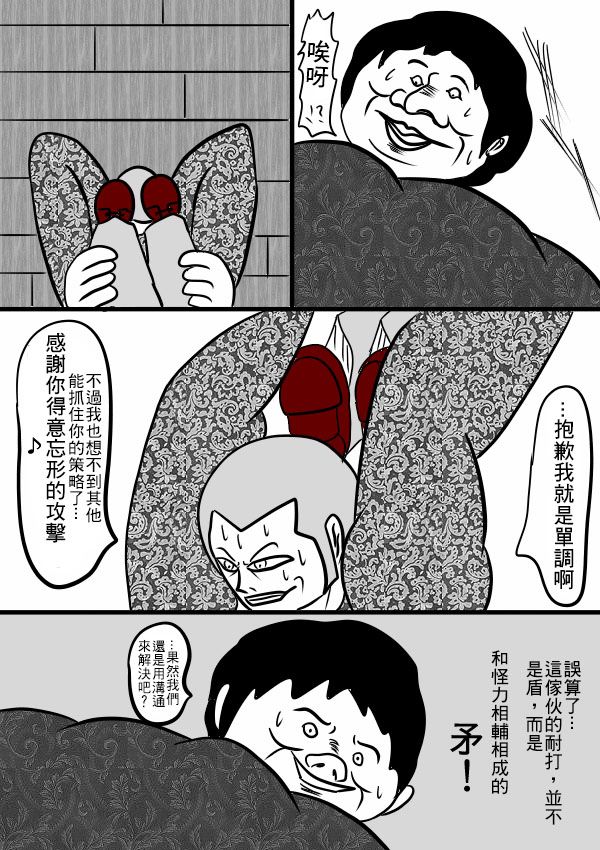 唉呀
!?
…抱歉我就是單調啊
不過我也想不到其他
能抓住你的策略了…
感謝你得意忘形的攻擊
♪
誤算了…
這傢伙的耐打，並不
是盾，而是
和怪力相輔相成的
矛！
…果然我們
還是用溝通
來解決吧？